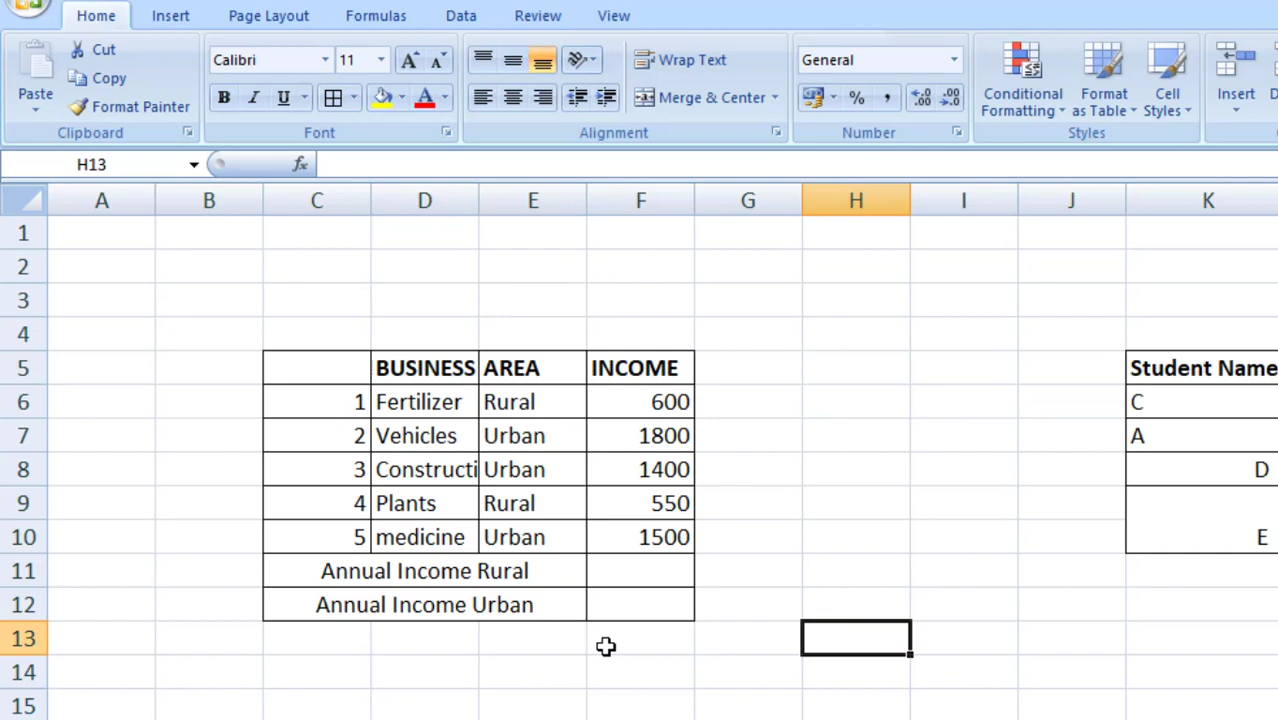 Home Insert Page Layout Formulas Data Review View
Cut Calibri 11 Wrap Text General
Copy Paste Conditional Format Cell Insert
Format Painter B I U Merge & Center % , Formatting as Table Styles
Clipboard Font Alignment Number Styles
H13 fx
A B C D E F G H I J K
1
2
3
4
5 BUSINESS AREA INCOME Student Name
6 1 Fertilizer Rural 600 C
7 2 Vehicles Urban 1800 A
8 3 Constructi Urban 1400 D
9 4 Plants Rural 550
10 5 medicine Urban 1500 E
11 Annual Income Rural
12 Annual Income Urban
13
14
15